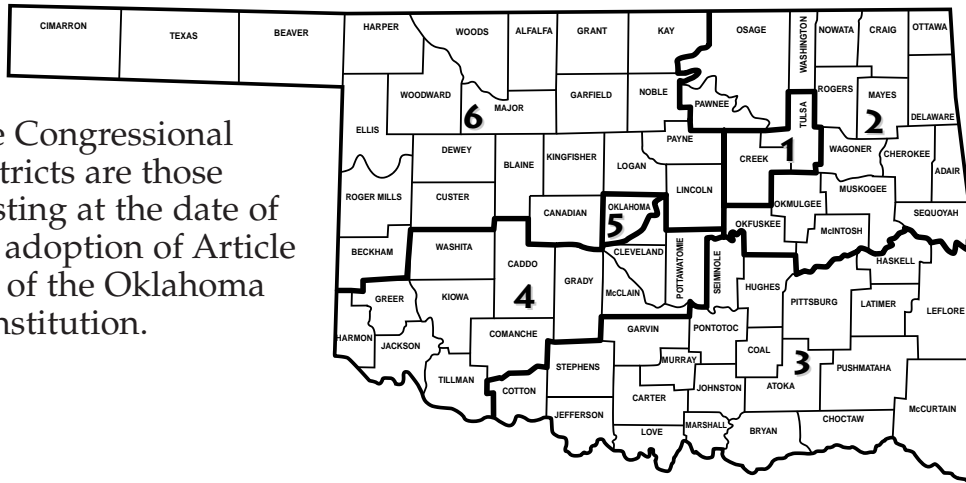 CIMARRON
TEXAS
BEAVER
HARPER
WOODS
ALFALFA
GRANT
KAY
OSAGE
WASHINGTON
NOWATA
CRAIG
OTTAWA
WOODWARD
6
MAJOR
GARFIELD
NOBLE
PAWNEE
ROGERS
MAYES
2
DELAWARE
TULSA
ELLIS
DEWEY
BLAINE
KINGFISHER
LOGAN
PAYNE
CREEK
1
WAGONER
CHEROKEE
ADAIR
ROGER MILLS
CUSTER
CANADIAN
OKLAHOMA
5
LINCOLN
OKMULGEE
MUSKOGEE
McINTOSH
SEQUOYAH
OKFUSKEE
BECKHAM
WASHITA
CADDO
GRADY
CLEVELAND
McCLAIN
POTTAWATOMIE
SEIMINOLE
HUGHES
HASKELL
PITTSBURG
LATIMER
LEFLORE
GREER
KIOWA
4
HARMON
JACKSON
COMANCHE
GARVIN
PONTOTOC
COAL
3
PUSHMATAHA
TILLMAN
COTTON
STEPHENS
MURRAY
CARTER
JOHNSTON
ATOKA
McCURTAIN
JEFFERSON
LOVE
MARSHALL
BRYAN
CHOCTAW
e Congressional
tricts are those
sting at the date of
adoption of Article
of the Oklahoma
nstitution.